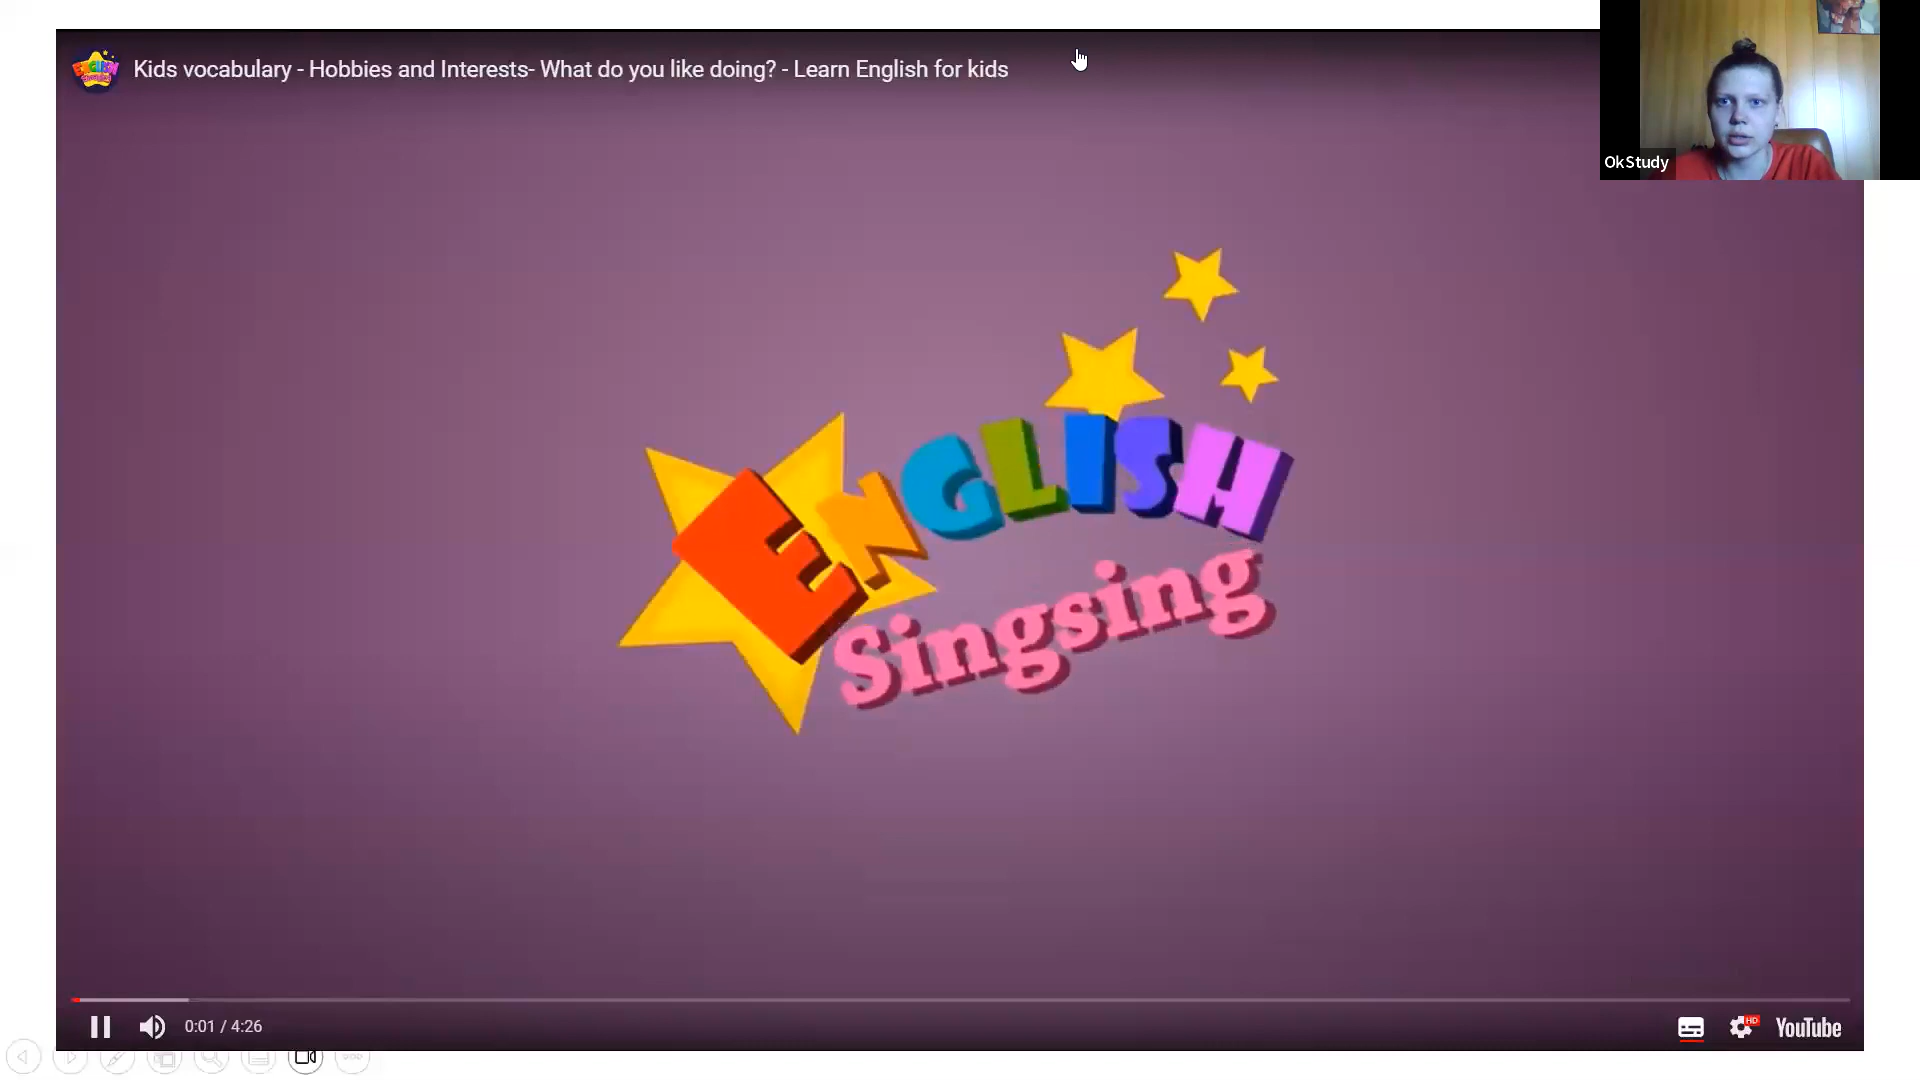 Kids vocabulary - Hobbies and Interests- What do you like doing? - Learn English for kids
OkStudy
ENGLISH
Singsing
0:01 / 4:26
HD
YouTube